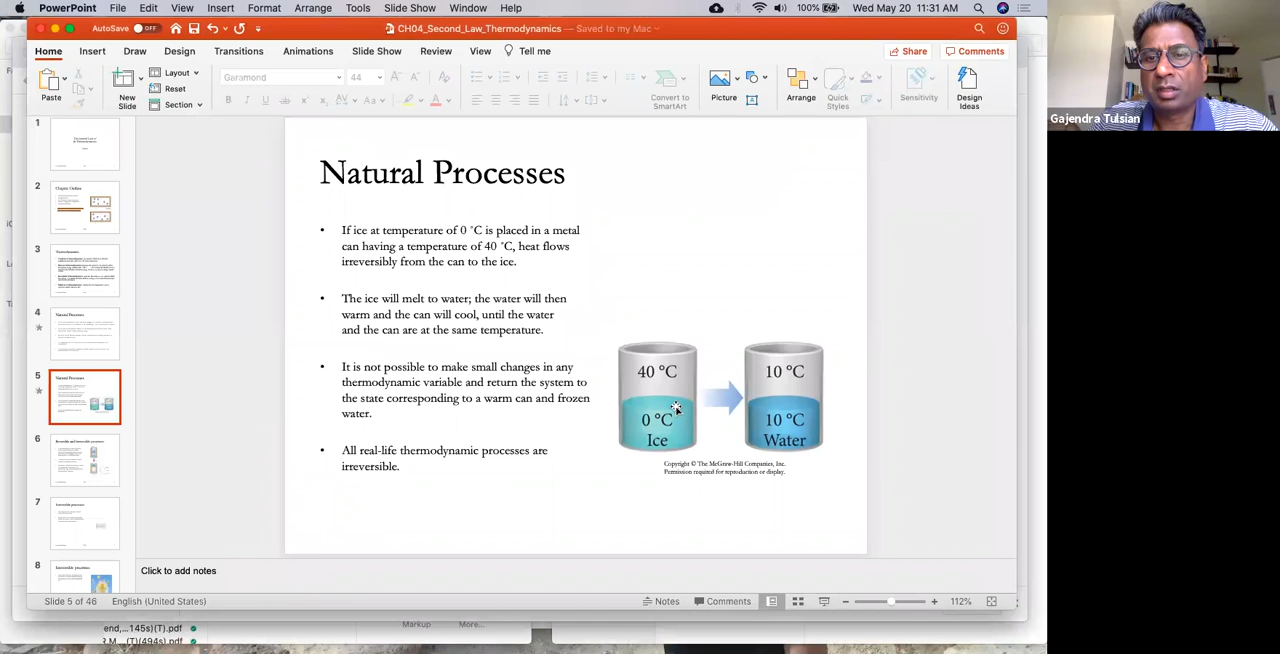 PowerPoint File Edit View Insert Format Arrange Tools Slide Show Window Help 100% Wed May 20 11:31 AM
AutoSave OFF CH04_Second_Law_Thermodynamics — Saved to my Mac
Home Insert Draw Design Transitions Animations Slide Show Review View Tell me Share Comments
Paste New Slide Layout Reset Section Garamond 44 Convert to SmartArt Picture Arrange Quick Styles Sensitivity Design Ideas
Gajendra Tulsian
1
2
3
4
5
6
7
8
Natural Processes
• If ice at temperature of 0 ˚C is placed in a metal
can having a temperature of 40 ˚C, heat flows
irreversibly from the can to the ice.
• The ice will melt to water; the water will then
warm and the can will cool, until the water
and the can are at the same temperature.
• It is not possible to make small changes in any
thermodynamic variable and return the system to
the state corresponding to a warm can and frozen
water.
• All real-life thermodynamic processes are
irreversible.
40 °C
0 °C
Ice
10 °C
10 °C
Water
Copyright © The McGraw-Hill Companies, Inc.
Permission required for reproduction or display.
Click to add notes
Slide 5 of 46 English (United States) Notes Comments 112%
end,...145s)(T).pdf
R.M...(T)(494s).pdf
Markup More...